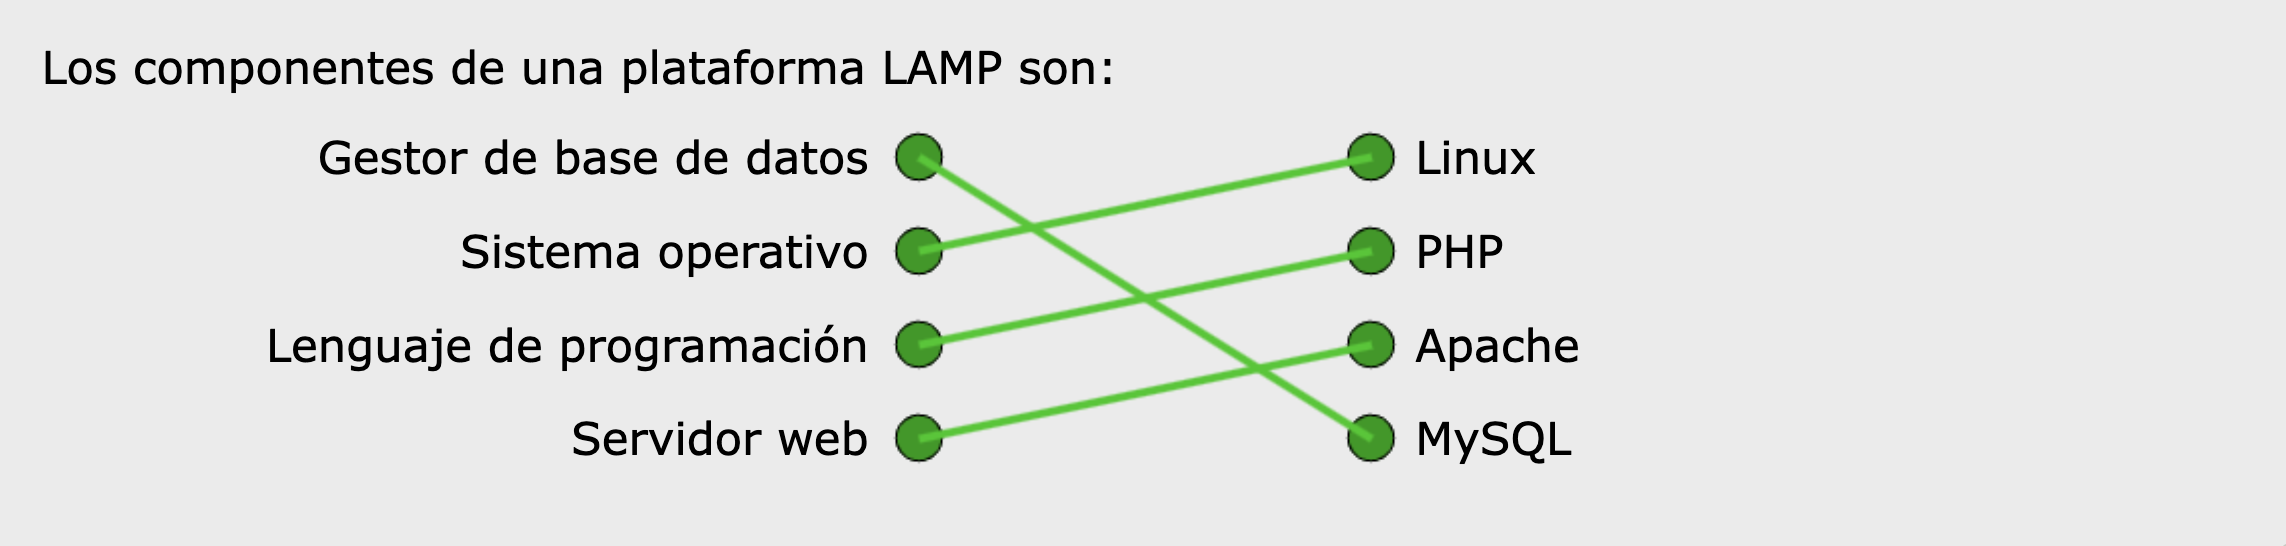 Los componentes de una plataforma LAMP son:
Gestor de base de datos
Linux
Sistema operativo
PHP
Lenguaje de programación
Apache
Servidor web
MySQL